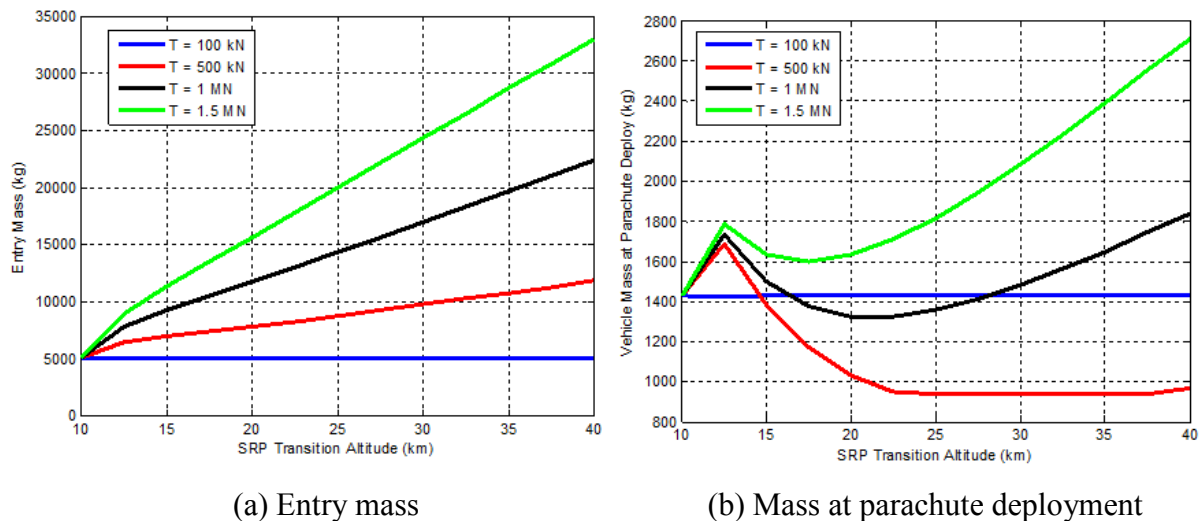 35000
30000
25000
20000
15000
10000
5000
0
Entry Mass (kg)
T = 100 kN
T = 500 kN
T = 1 MN
T = 1.5 MN
10 15 20 25 30 35 40
SRP Transition Altitude (km)
(a) Entry mass
2800
2600
2400
2200
2000
1800
1600
1400
1200
1000
800
Vehicle Mass at Parachute Deploy (kg)
T = 100 kN
T = 500 kN
T = 1 MN
T = 1.5 MN
10 15 20 25 30 35 40
SRP Transition Altitude (km)
(b) Mass at parachute deployment